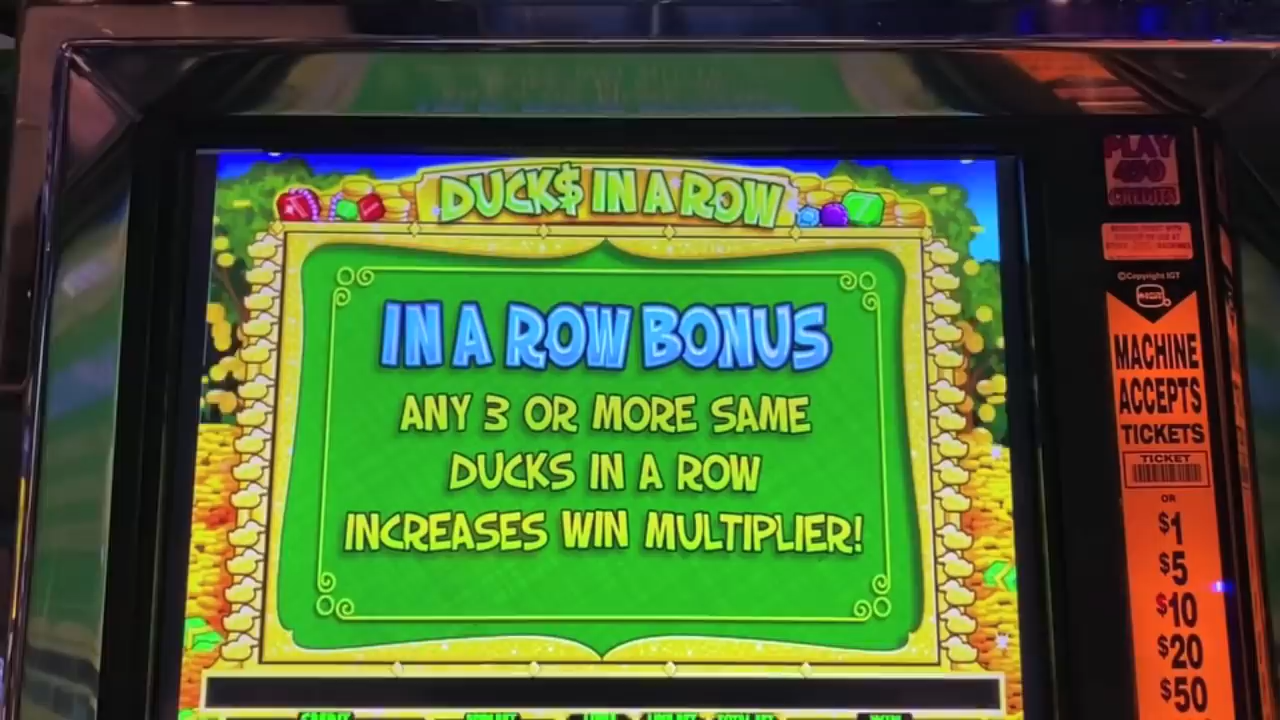 DUCK$ IN A ROW
IN A ROW BONUS
ANY 3 OR MORE SAME
DUCKS IN A ROW
INCREASES WIN MULTIPLIER!
PLAY
450
CREDITS
©Copyright IGT
MACHINE
ACCEPTS
TICKETS
TICKET
OR
$1
$5
$10
$20
$50